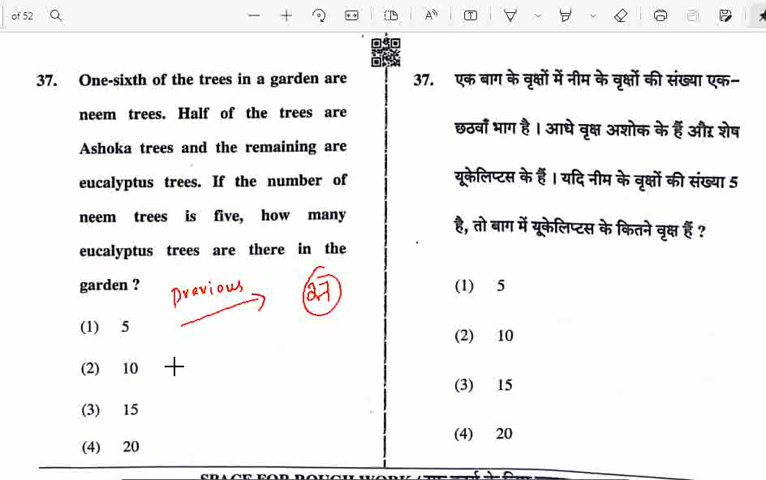 of 52
37. One-sixth of the trees in a garden are
neem trees. Half of the trees are
Ashoka trees and the remaining are
eucalyptus trees. If the number of
neem trees is five, how many
eucalyptus trees are there in the
garden ?
Previous
(1) 5
(2) 10
(3) 15
(4) 20
37. एक बाग के वृक्षों में नीम के वृक्षों की संख्या एक-
छठवाँ भाग है । आधे वृक्ष अशोक के हैं और शेष
यूकेलिप्टस के हैं । यदि नीम के वृक्षों की संख्या 5
है, तो बाग में यूकेलिप्टस के कितने वृक्ष हैं ?
(1) 5
(2) 10
(3) 15
(4) 20
SPACE FOR ROUGH WORK /